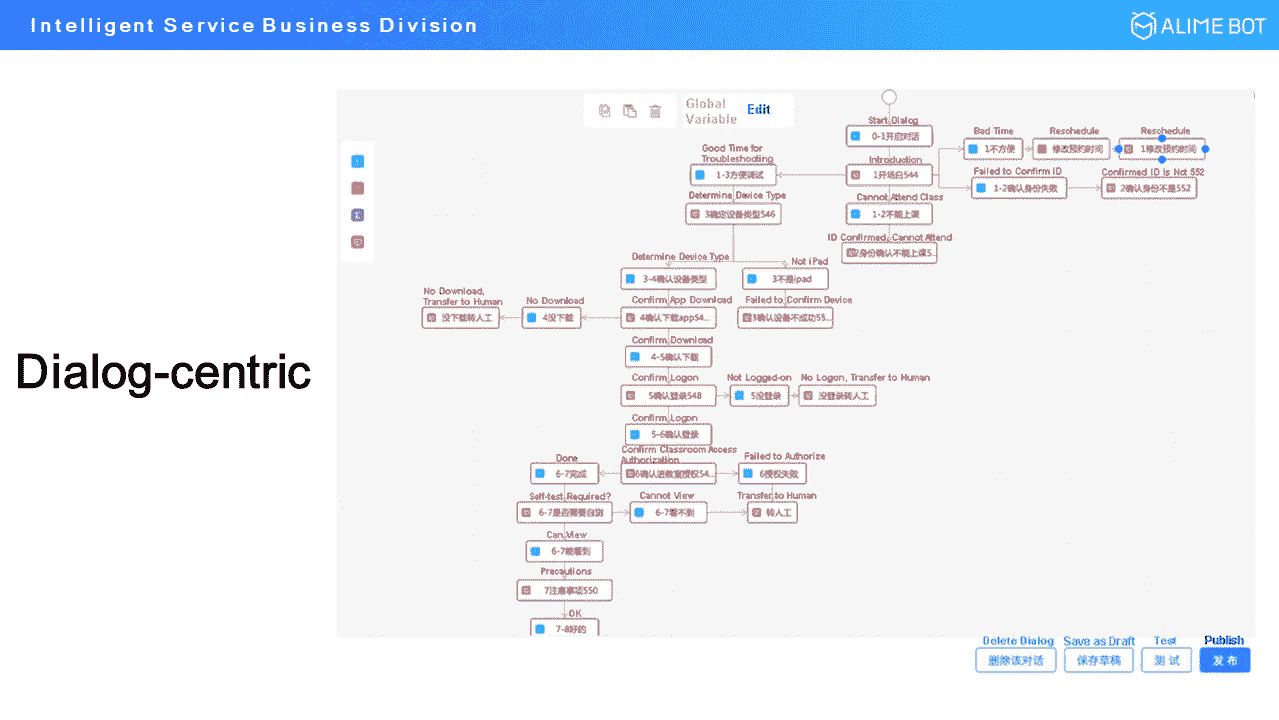 Intelligent Service Business Division
ALIME BOT
Dialog-centric
Global
Variable
Edit
Start Dialog
0-1开启对话
Introduction
1开场白544
Bad Time
1不方便
Reschedule
修改预约时间
Reschedule
1修改预约时间
Failed to Confirm ID
1-2确认身份失败
Confirmed ID Is Not 552
2确认身份不是552
Cannot Attend Class
1-2不能上课
ID Confirmed, Cannot Attend
2身份确认不能上课5...
Good Time for
Troubleshooting
1-3方便调试
Determine Device Type
3确定设备类型546
Determine Device Type
3-4确认设备类型
Not iPad
3不是ipad
Confirm App Download
4确认下载app54...
Failed to Confirm Device
3确认设备不成功55...
No Download
4没下载
No Download,
Transfer to Human
没下载转人工
Confirm Download
4-5确认下载
Confirm Logon
5确认登录548
Not Logged-on
5没登录
No Logon, Transfer to Human
没登录转人工
Confirm Logon
5-6确认登录
Confirm Classroom Access
Authorization
6确认进教室授权54...
Failed to Authorize
6授权失败
Done
6-7完成
Self-test Required?
6-7是否需要自测
Cannot View
6-7看不到
Transfer to Human
转人工
Can View
6-7能看到
Precautions
7注意事项550
OK
7-8好的
Delete Dialog
删除该对话
Save as Draft
保存草稿
Test
测 试
Publish
发 布